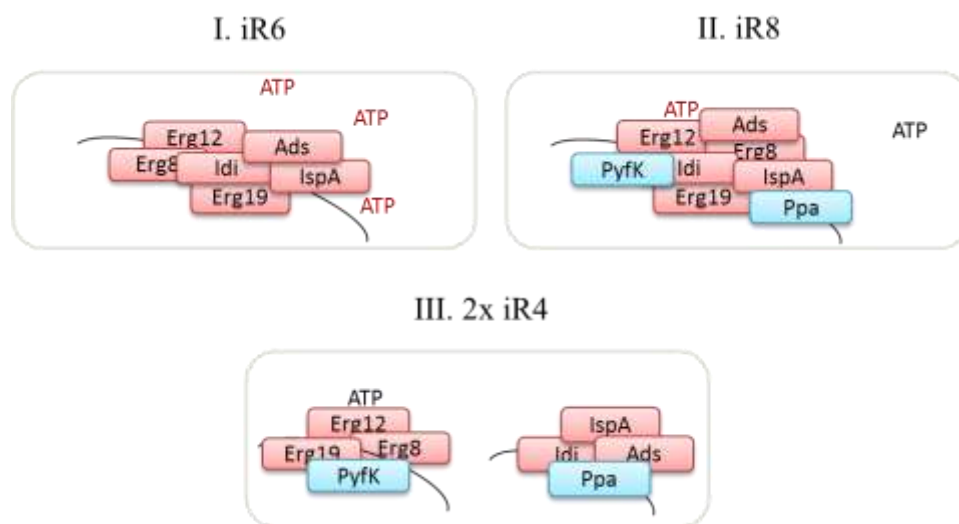 I. iR6
II. iR8
ATP
ATP
ATP
Erg12
Ads
Erg8
Idi
IspA
Erg19
ATP
ATP
Erg12
Ads
Erg8
PyfK
Idi
IspA
Erg19
Ppa
III. 2x iR4
ATP
Erg12
Erg19
Erg8
PyfK
IspA
Idi
Ads
Ppa